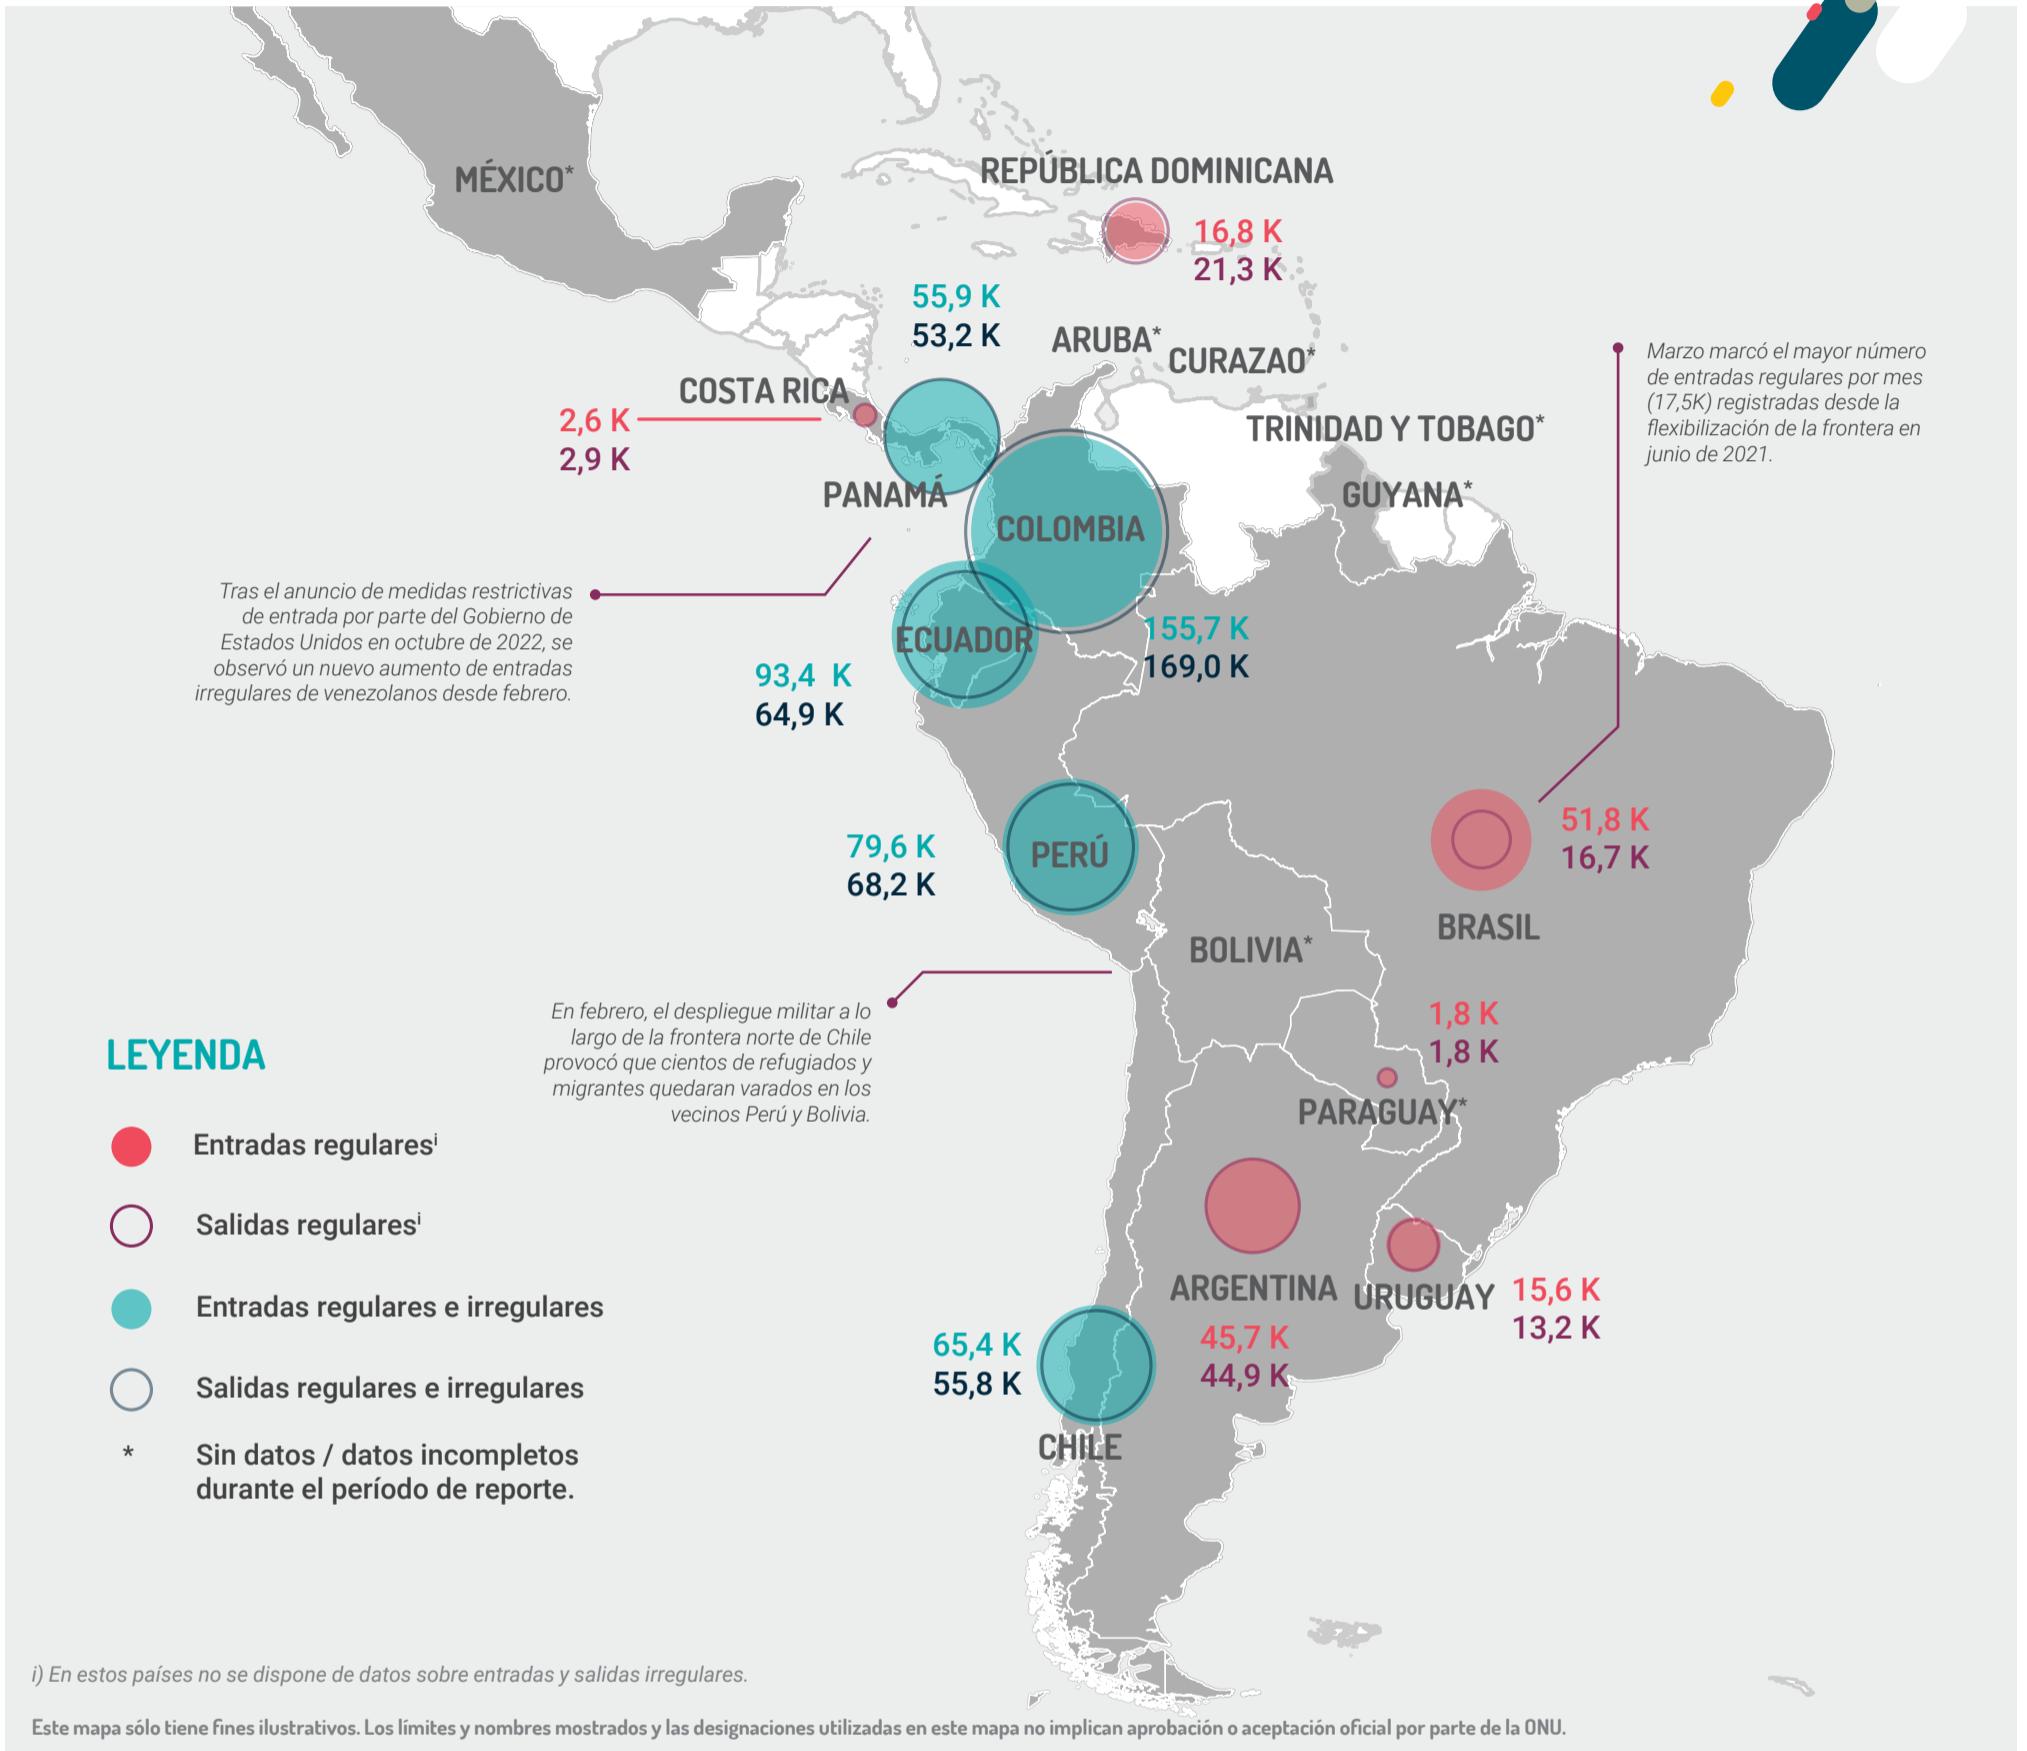 MÉXICO*
REPÚBLICA DOMINICANA
16,8 K
21,3 K
55,9 K
53,2 K
ARUBA*
CURAZAO*
COSTA RICA
2,6 K
2,9 K
TRINIDAD Y TOBAGO*
Marzo marcó el mayor número
de entradas regulares por mes
(17,5K) registradas desde la
flexibilización de la frontera en
junio de 2021.
PANAMÁ
GUYANA*
COLOMBIA
155,7 K
169,0 K
Tras el anuncio de medidas restrictivas
de entrada por parte del Gobierno de
Estados Unidos en octubre de 2022, se
observó un nuevo aumento de entradas
irregulares de venezolanos desde febrero.
ECUADOR
93,4 K
64,9 K
79,6 K
68,2 K
PERÚ
51,8 K
16,7 K
BRASIL
BOLIVIA*
En febrero, el despliegue militar a lo
largo de la frontera norte de Chile
provocó que cientos de refugiados y
migrantes quedaran varados en los
vecinos Perú y Bolivia.
1,8 K
1,8 K
PARAGUAY*
ARGENTINA
45,7 K
44,9 K
URUGUAY
15,6 K
13,2 K
65,4 K
55,8 K
CHILE
LEYENDA
Entradas regularesⁱ
Salidas regularesⁱ
Entradas regulares e irregulares
Salidas regulares e irregulares
* Sin datos / datos incompletos
durante el período de reporte.
i) En estos países no se dispone de datos sobre entradas y salidas irregulares.
Este mapa sólo tiene fines ilustrativos. Los límites y nombres mostrados y las designaciones utilizadas en este mapa no implican aprobación o aceptación oficial por parte de la ONU.